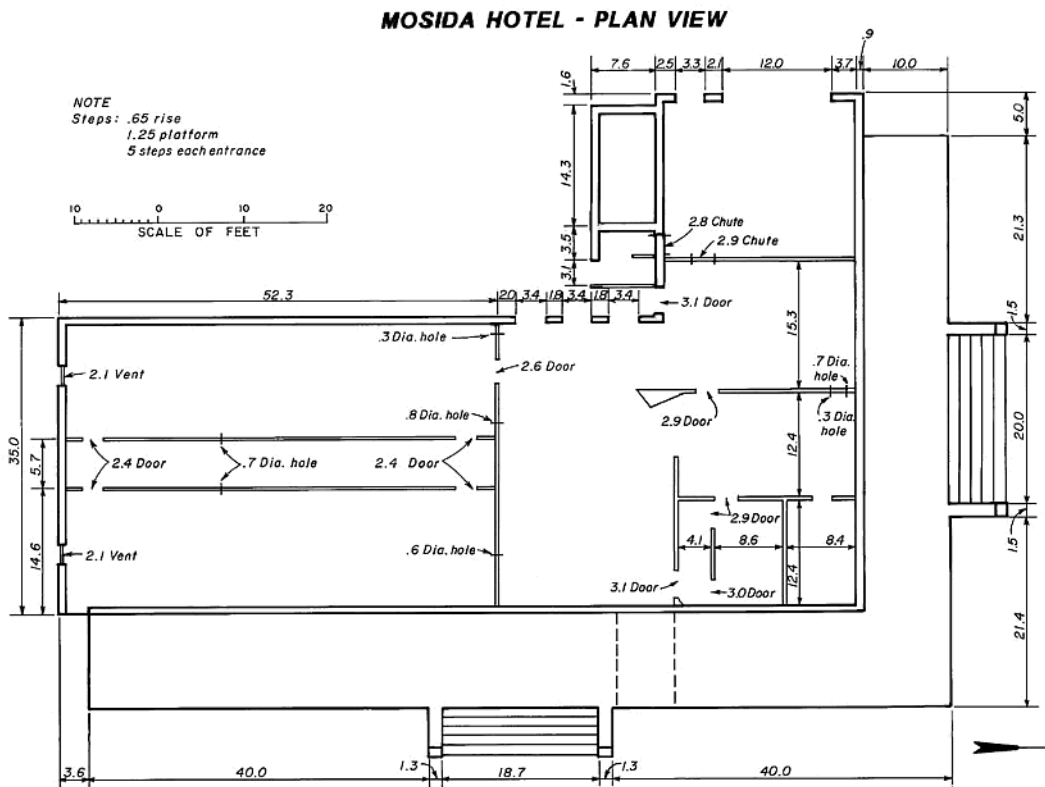 MOSIDA HOTEL - PLAN VIEW
.9
7.6 2.5 3.3 2.1 12.0 3.7 10.0
1.6
5.0
NOTE
Steps: .65 rise
1.25 platform
5 steps each entrance
14.3
21.3
10 0 10 20
SCALE OF FEET
2.8 Chute
2.9 Chute
3.5
3.1
52.3 2.0 3.4 1.8 3.4 1.8 3.4
3.1 Door
15.3
1.5
.3 Dia. hole
2.6 Door
2.1 Vent
.7 Dia.
hole
.8 Dia. hole
2.9 Door
.3 Dia.
hole
20.0
35.0
5.7
2.4 Door
.7 Dia. hole
2.4 Door
12.4
2.9 Door
1.5
14.6
2.1 Vent
.6 Dia. hole
4.1 8.6 8.4
12.4
3.1 Door
3.0 Door
21.4
3.6 40.0 1.3 18.7 1.3 40.0